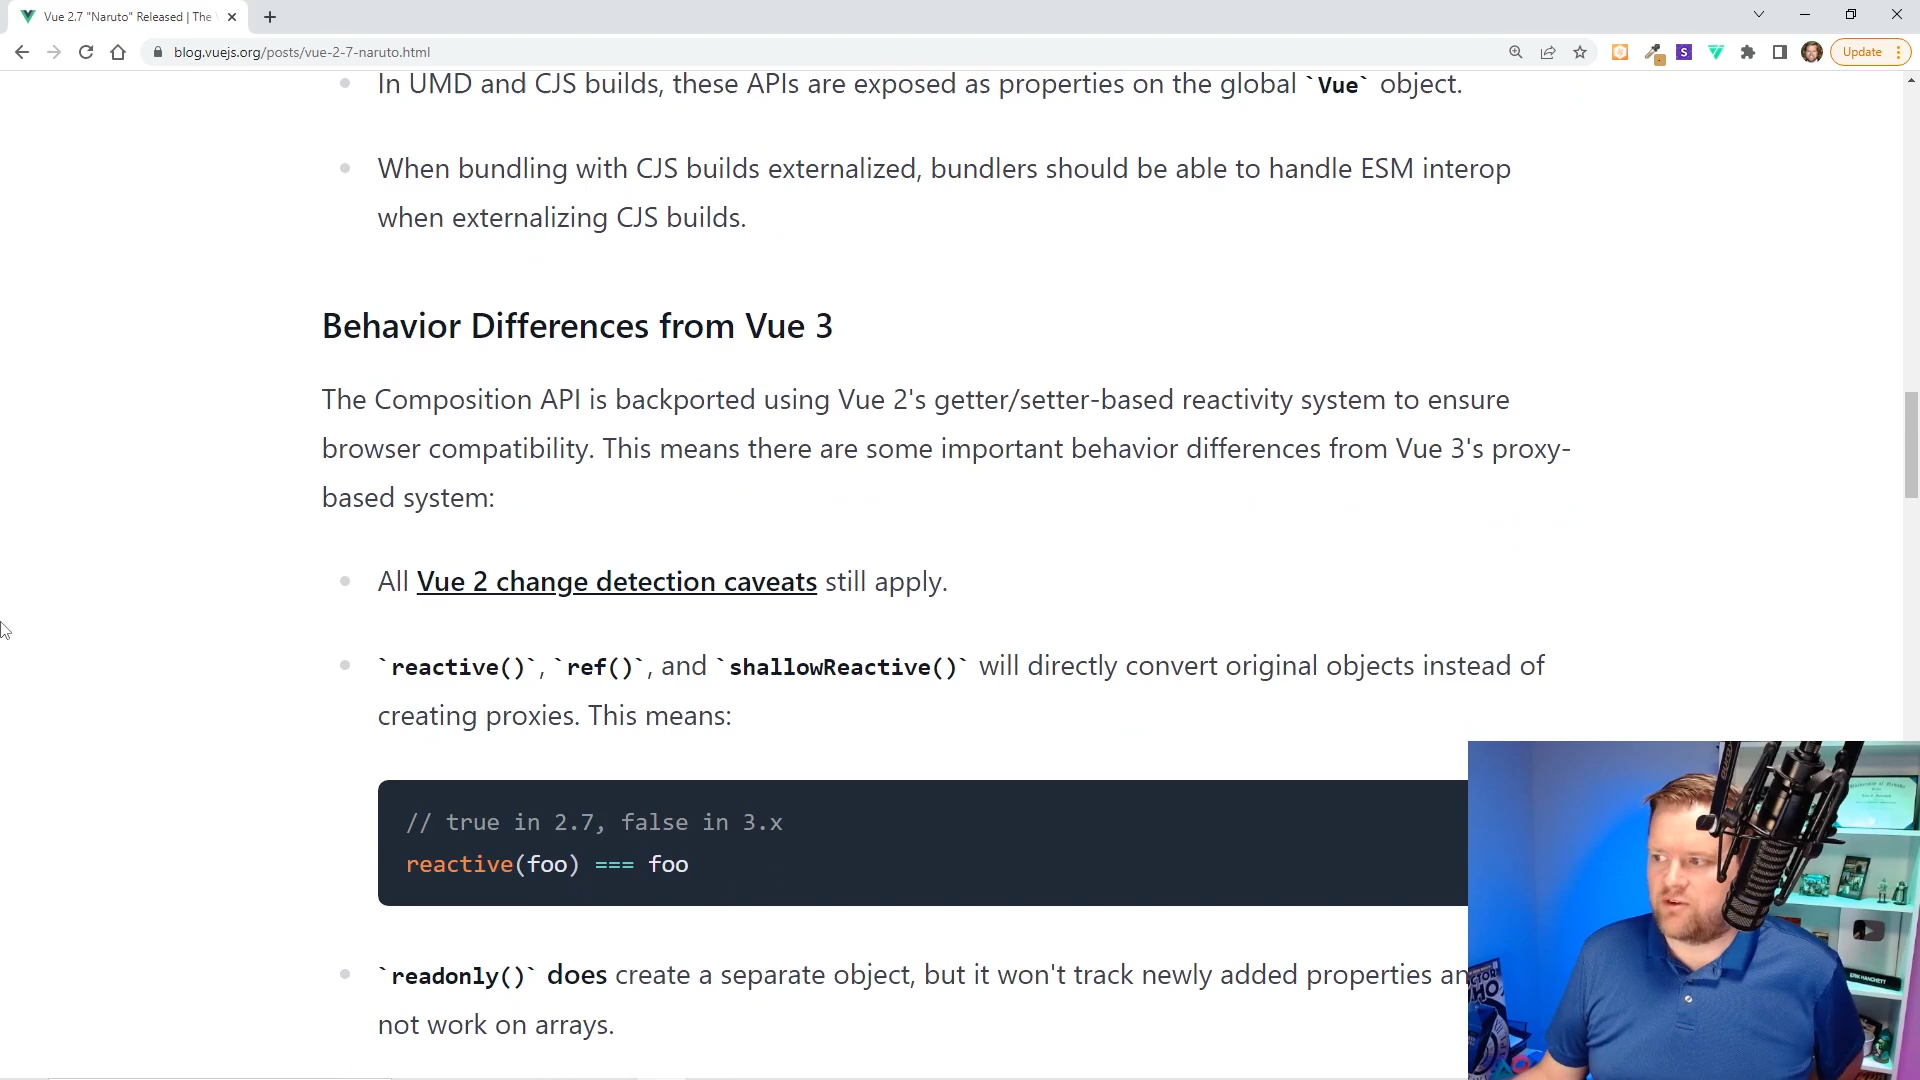 Vue 2.7 "Naruto" Released | The
blog.vuejs.org/posts/vue-2-7-naruto.html
Update
In UMD and CJS builds, these APIs are exposed as properties on the global `Vue` object.
When bundling with CJS builds externalized, bundlers should be able to handle ESM interop
when externalizing CJS builds.
Behavior Differences from Vue 3
The Composition API is backported using Vue 2's getter/setter-based reactivity system to ensure
browser compatibility. This means there are some important behavior differences from Vue 3's proxy-
based system:
All Vue 2 change detection caveats still apply.
`reactive()`, `ref()`, and `shallowReactive()` will directly convert original objects instead of
creating proxies. This means:
// true in 2.7, false in 3.x
reactive(foo) === foo
`readonly()` does create a separate object, but it won't track newly added properties an
not work on arrays.
ERIK HANCHETT